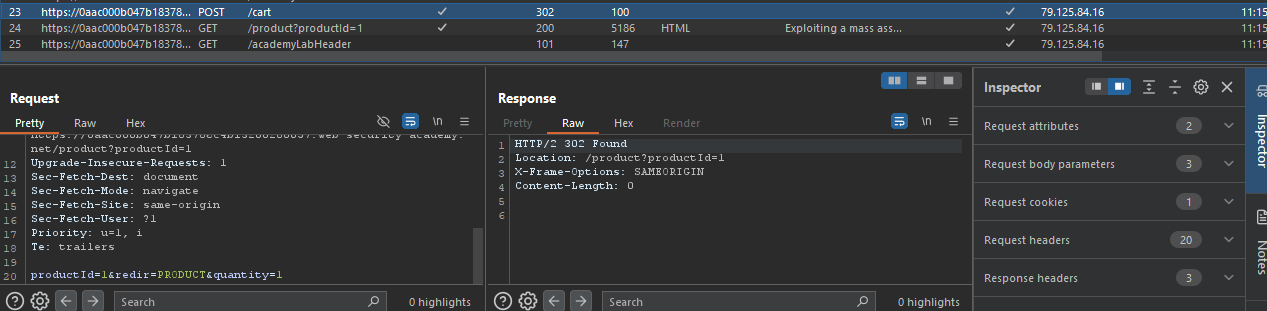 23 https://0aac000b047b18378... POST /cart ✓ 302 100 ✓ 79.125.84.16 11:15
24 https://0aac000b047b18378... GET /product?productId=1 ✓ 200 5186 HTML Exploiting a mass ass... ✓ 79.125.84.16 11:15
25 https://0aac000b047b18378... GET /academyLabHeader 101 147 ✓ 79.125.84.16 11:15
Request
Pretty Raw Hex \n
net/product?productId=1
12 Upgrade-Insecure-Requests: 1
13 Sec-Fetch-Dest: document
14 Sec-Fetch-Mode: navigate
15 Sec-Fetch-Site: same-origin
16 Sec-Fetch-User: ?1
17 Priority: u=1, i
18 Te: trailers
19
20 productId=1&redir=PRODUCT&quantity=1
Search 0 highlights
Response
Pretty Raw Hex Render \n
1 HTTP/2 302 Found
2 Location: /product?productId=1
3 X-Frame-Options: SAMEORIGIN
4 Content-Length: 0
5
6
Search 0 highlights
Inspector
Request attributes 2
Request body parameters 3
Request cookies 1
Request headers 20
Response headers 3
Inspector
Notes